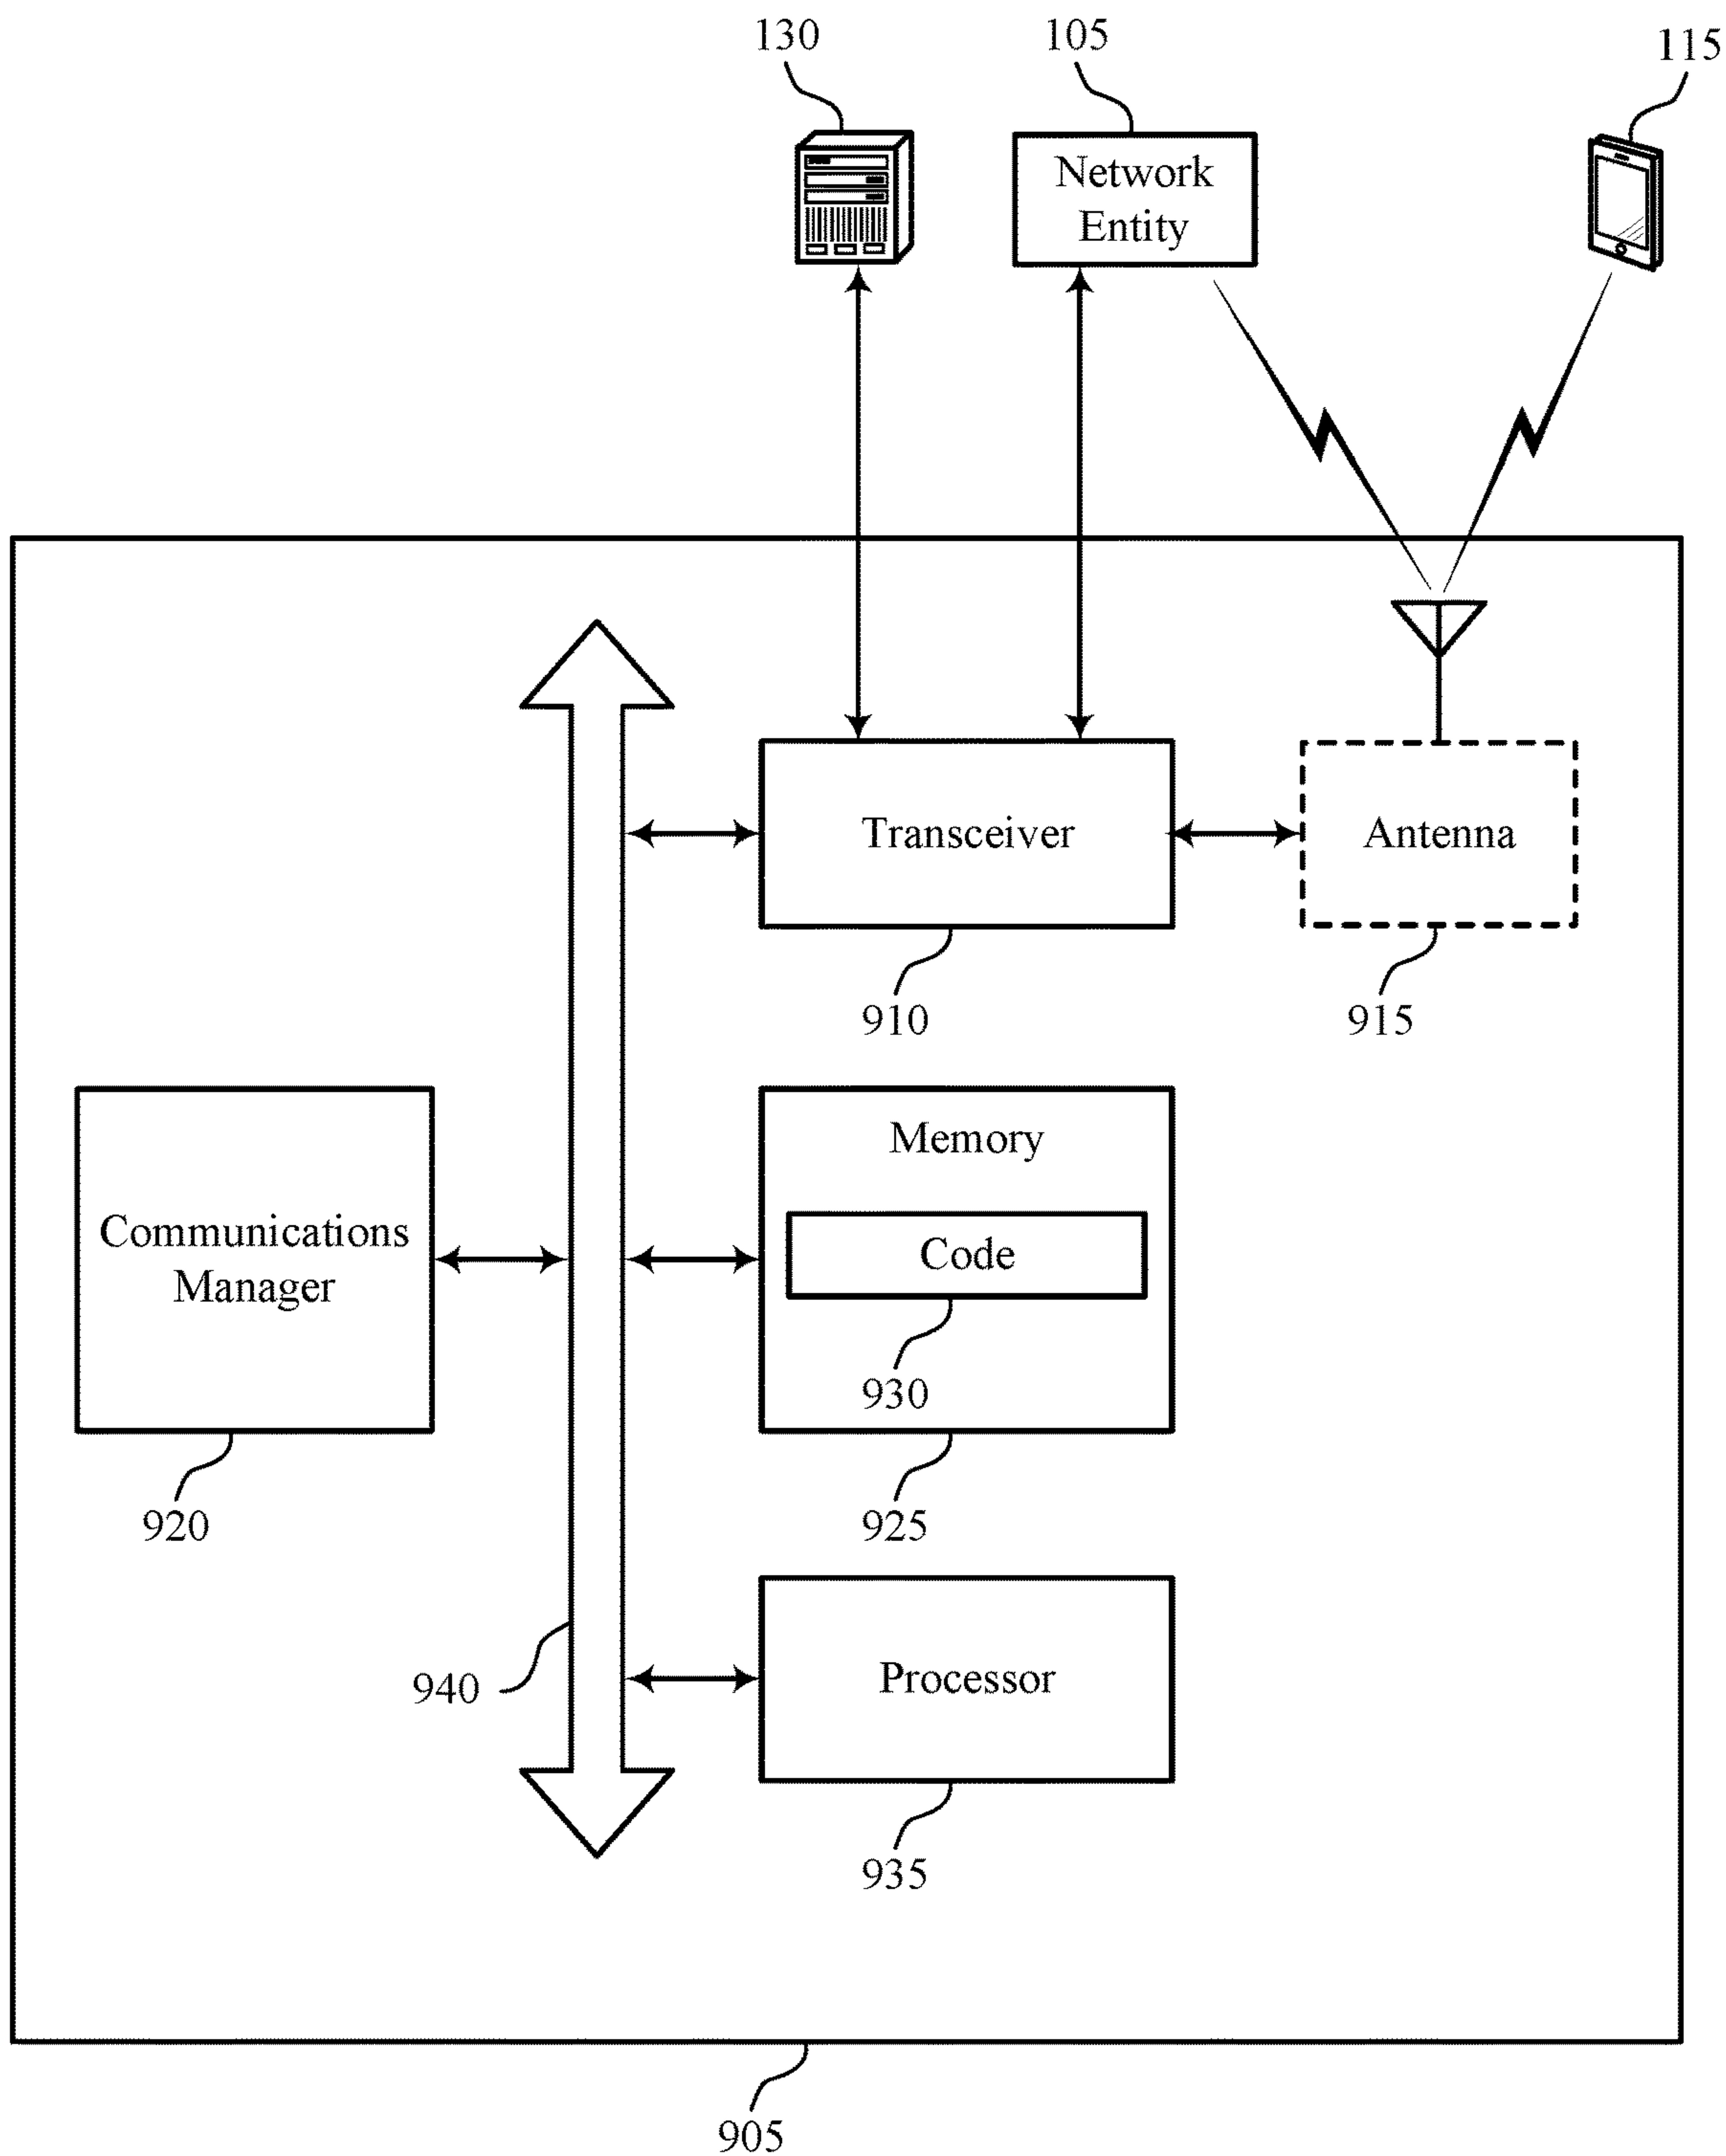 130
105
115
Network
Entity
Transceiver
Antenna
910
915
Memory
Communications
Manager
Code
930
920
925
940
Processor
935
905